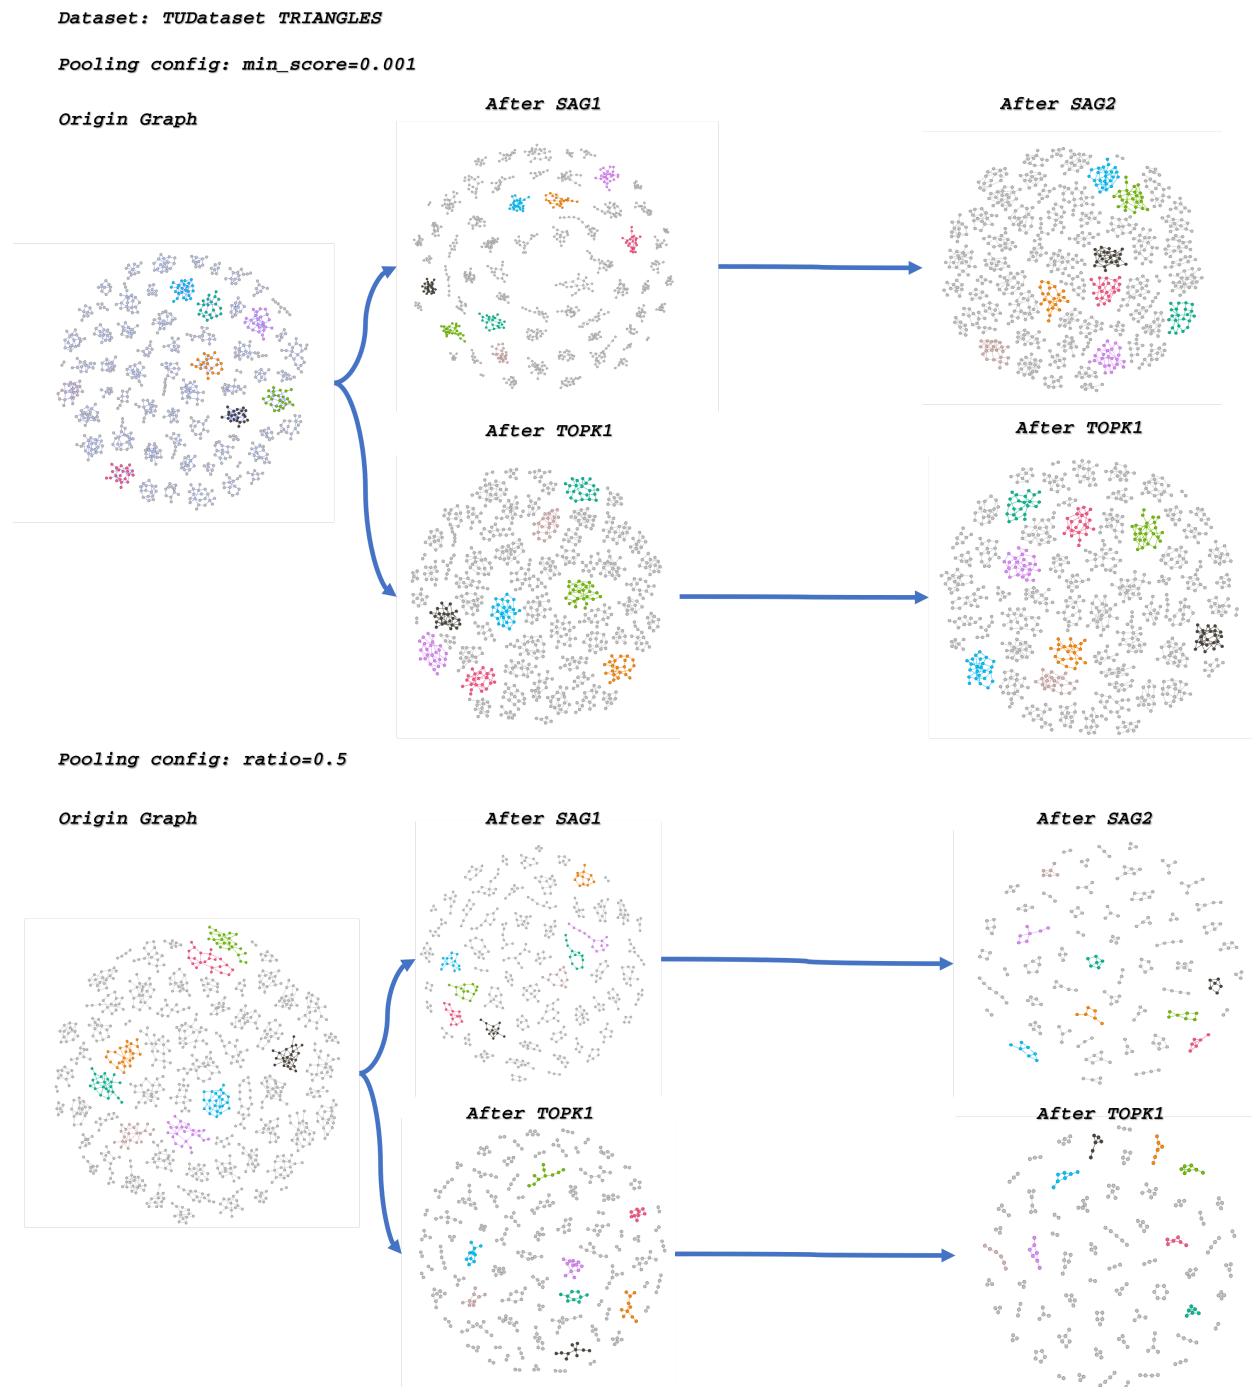 Dataset: TUDataset TRIANGLES
Pooling config: min_score=0.001
Origin Graph
After SAG1
After SAG2
After TOPK1
After TOPK1
Pooling config: ratio=0.5
Origin Graph
After SAG1
After SAG2
After TOPK1
After TOPK1